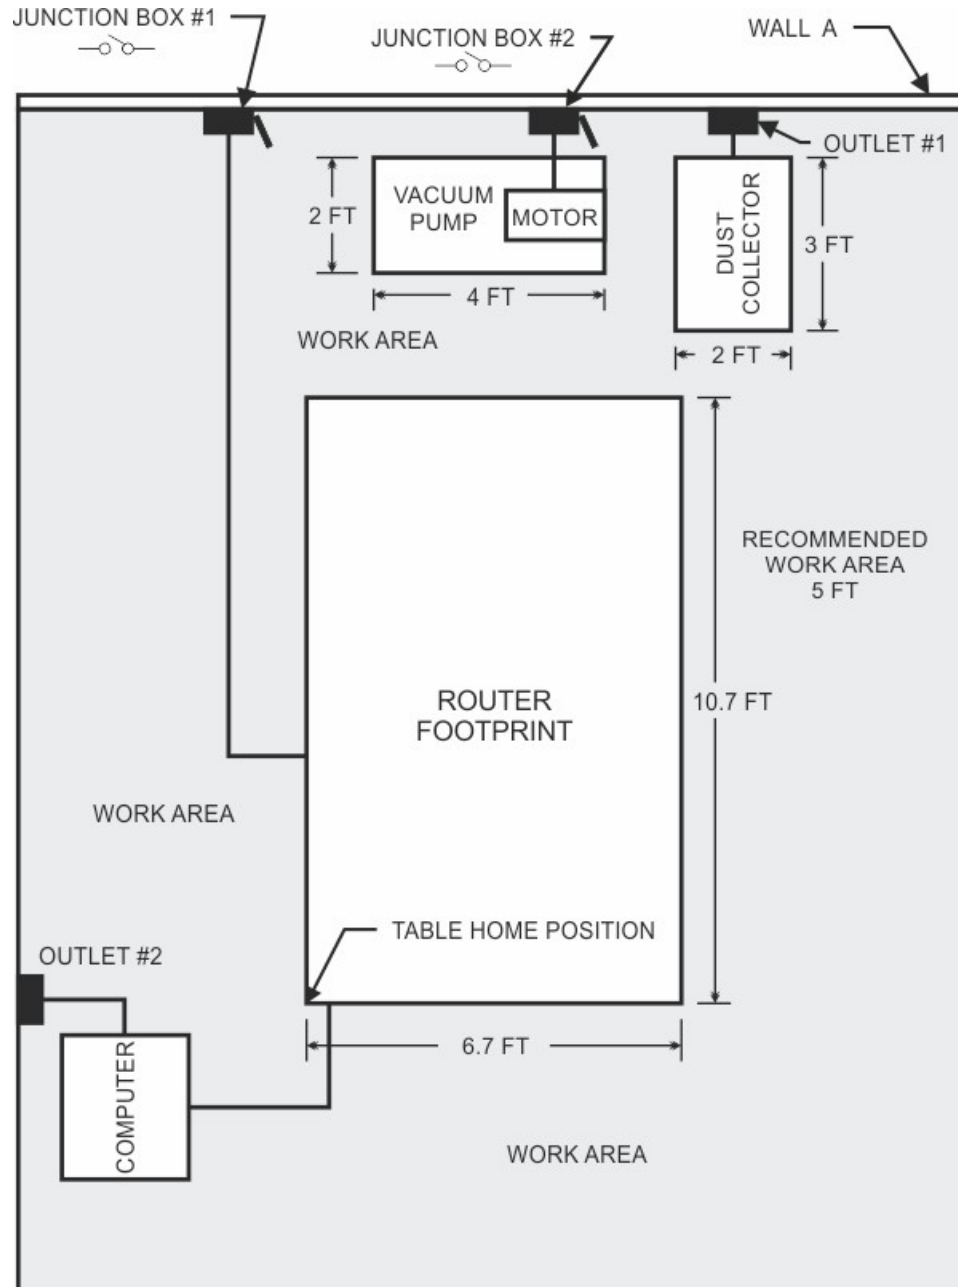 JUNCTION BOX #1
JUNCTION BOX #2
WALL A
OUTLET #1
VACUUM
PUMP
MOTOR
2 FT
4 FT
DUST
COLLECTOR
3 FT
2 FT
WORK AREA
RECOMMENDED
WORK AREA
5 FT
ROUTER
FOOTPRINT
10.7 FT
WORK AREA
TABLE HOME POSITION
OUTLET #2
6.7 FT
COMPUTER
WORK AREA